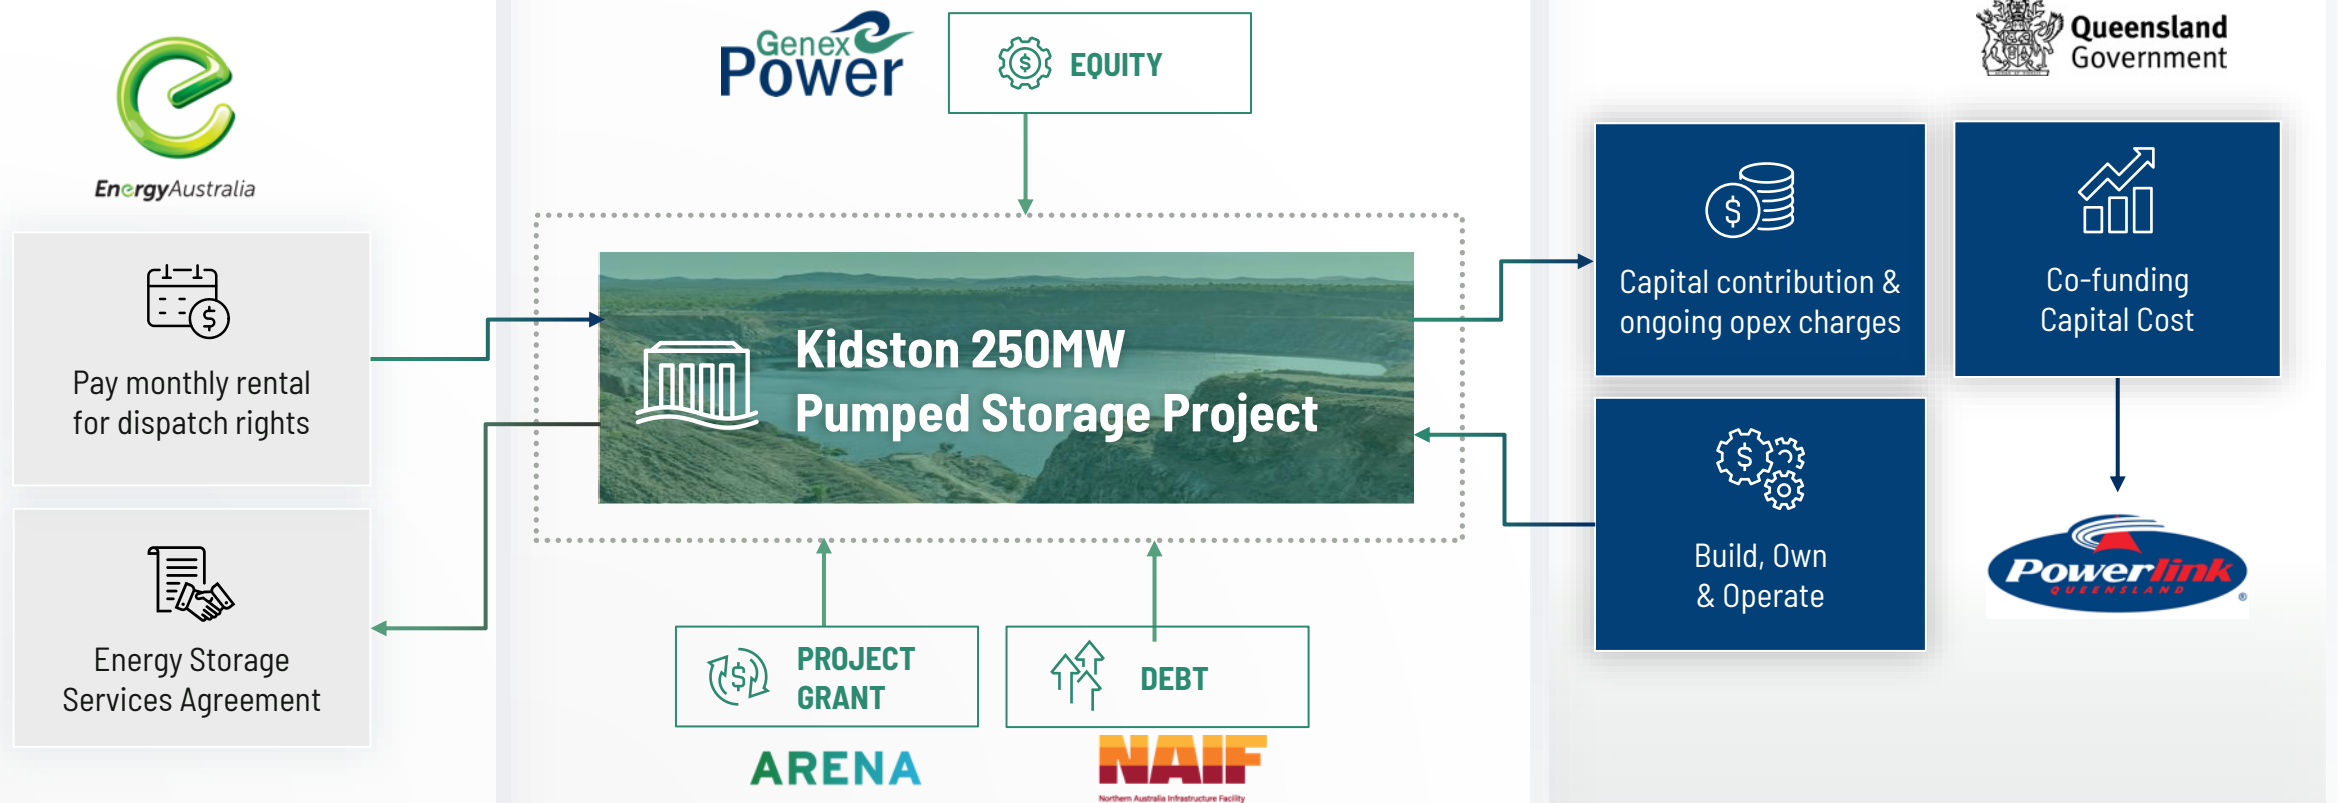 EnergyAustralia
Pay monthly rental
for dispatch rights
Energy Storage
Services Agreement
Genex
Power
$
EQUITY
Kidston 250MW
Pumped Storage Project
$
PROJECT
GRANT
ARENA
DEBT
NAIF
Northern Australia Infrastructure Facility
Queensland
Government
$
Capital contribution &
ongoing opex charges
Co-funding
Capital Cost
$
Build, Own
& Operate
Powerlink
QUEENSLAND
®